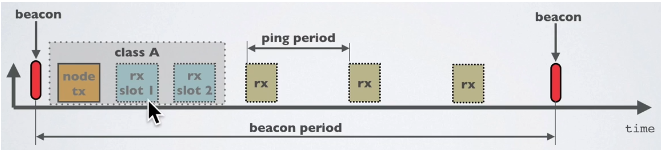 beacon
beacon
ping period
class A
node
tx
rx
slot 1
rx
slot 2
rx
rx
rx
beacon period
time